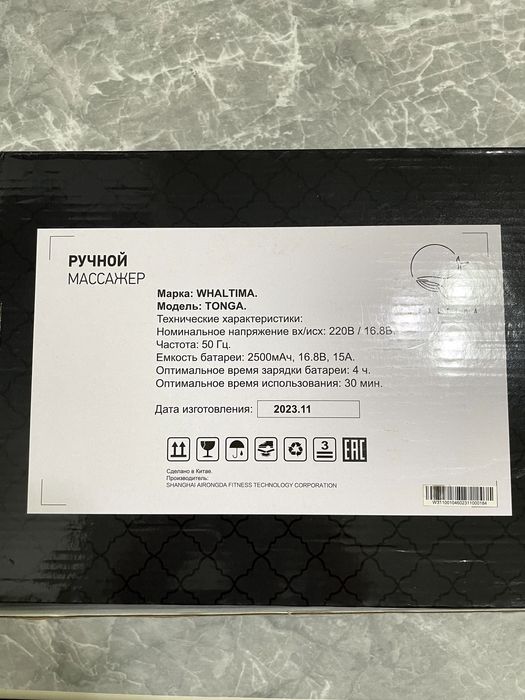 РУЧНОЙ
МАССАЖЕР
Марка: WHALTIMA.
Модель: TONGA.
Технические характеристики:
Номинальное напряжение вх/исх: 220В / 16.8В.
Частота: 50 Гц.
Емкость батареи: 2500мАч, 16.8В, 15А.
Оптимальное время зарядки батареи: 4 ч.
Оптимальное время использования: 30 мин.
Дата изготовления: 2023.11
3
EAC
Сделано в Китае.
Производитель:
SHANGHAI AIRONGDA FITNESS TECHNOLOGY CORPORATION